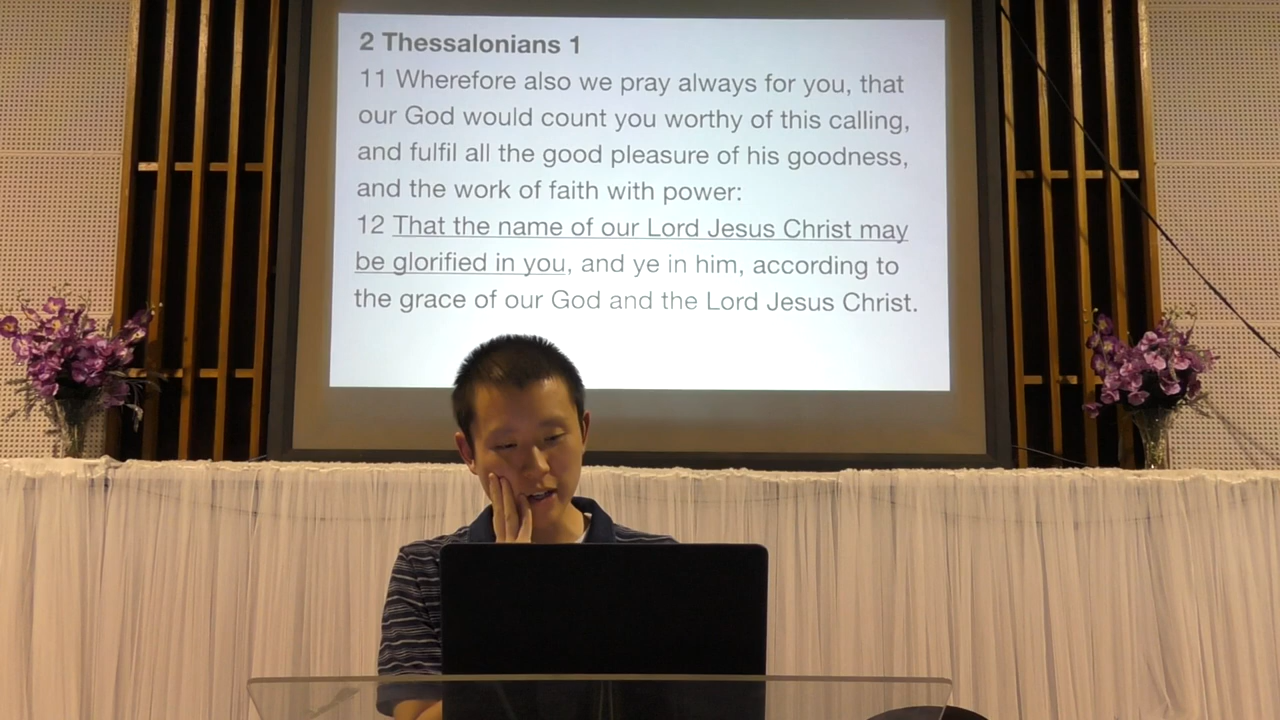 2 Thessalonians 1
11 Wherefore also we pray always for you, that
our God would count you worthy of this calling,
and fulfil all the good pleasure of his goodness,
and the work of faith with power:
12 That the name of our Lord Jesus Christ may
be glorified in you, and ye in him, according to
the grace of our God and the Lord Jesus Christ.